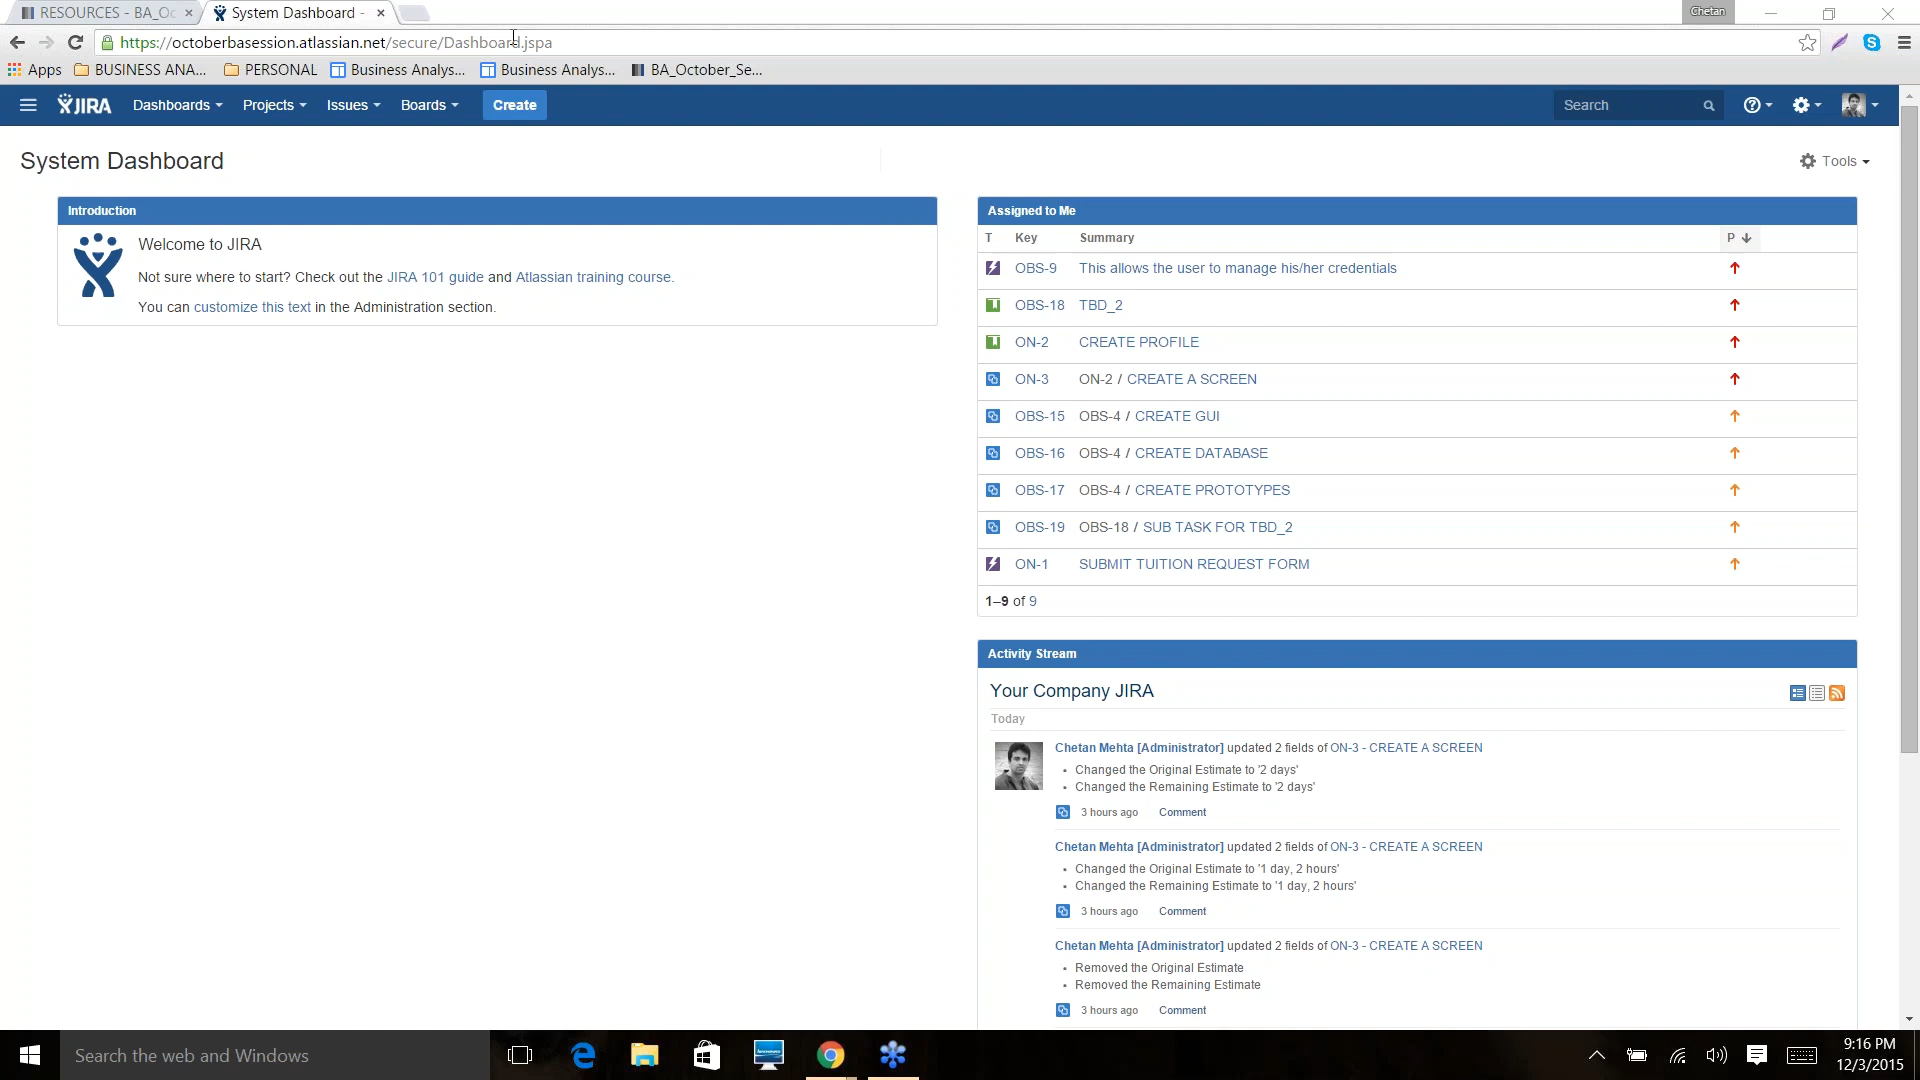 RESOURCES - BA_Oc
System Dashboard -
Chetan
https://octoberbasession.atlassian.net/secure/Dashboard.jspa
Apps
BUSINESS ANA...
PERSONAL
Business Analys...
Business Analys...
BA_October_Se...
JIRA
Dashboards
Projects
Issues
Boards
Create
Search
System Dashboard
Tools
Introduction
Welcome to JIRA
Not sure where to start? Check out the JIRA 101 guide and Atlassian training course.
You can customize this text in the Administration section.
Assigned to Me
T Key Summary P
OBS-9 This allows the user to manage his/her credentials
OBS-18 TBD_2
ON-2 CREATE PROFILE
ON-3 ON-2 / CREATE A SCREEN
OBS-15 OBS-4 / CREATE GUI
OBS-16 OBS-4 / CREATE DATABASE
OBS-17 OBS-4 / CREATE PROTOTYPES
OBS-19 OBS-18 / SUB TASK FOR TBD_2
ON-1 SUBMIT TUITION REQUEST FORM
1–9 of 9
Activity Stream
Your Company JIRA
Today
Chetan Mehta [Administrator] updated 2 fields of ON-3 - CREATE A SCREEN
Changed the Original Estimate to '2 days'
Changed the Remaining Estimate to '2 days'
3 hours ago Comment
Chetan Mehta [Administrator] updated 2 fields of ON-3 - CREATE A SCREEN
Changed the Original Estimate to '1 day, 2 hours'
Changed the Remaining Estimate to '1 day, 2 hours'
3 hours ago Comment
Chetan Mehta [Administrator] updated 2 fields of ON-3 - CREATE A SCREEN
Removed the Original Estimate
Removed the Remaining Estimate
3 hours ago Comment
Search the web and Windows
9:16 PM
12/3/2015